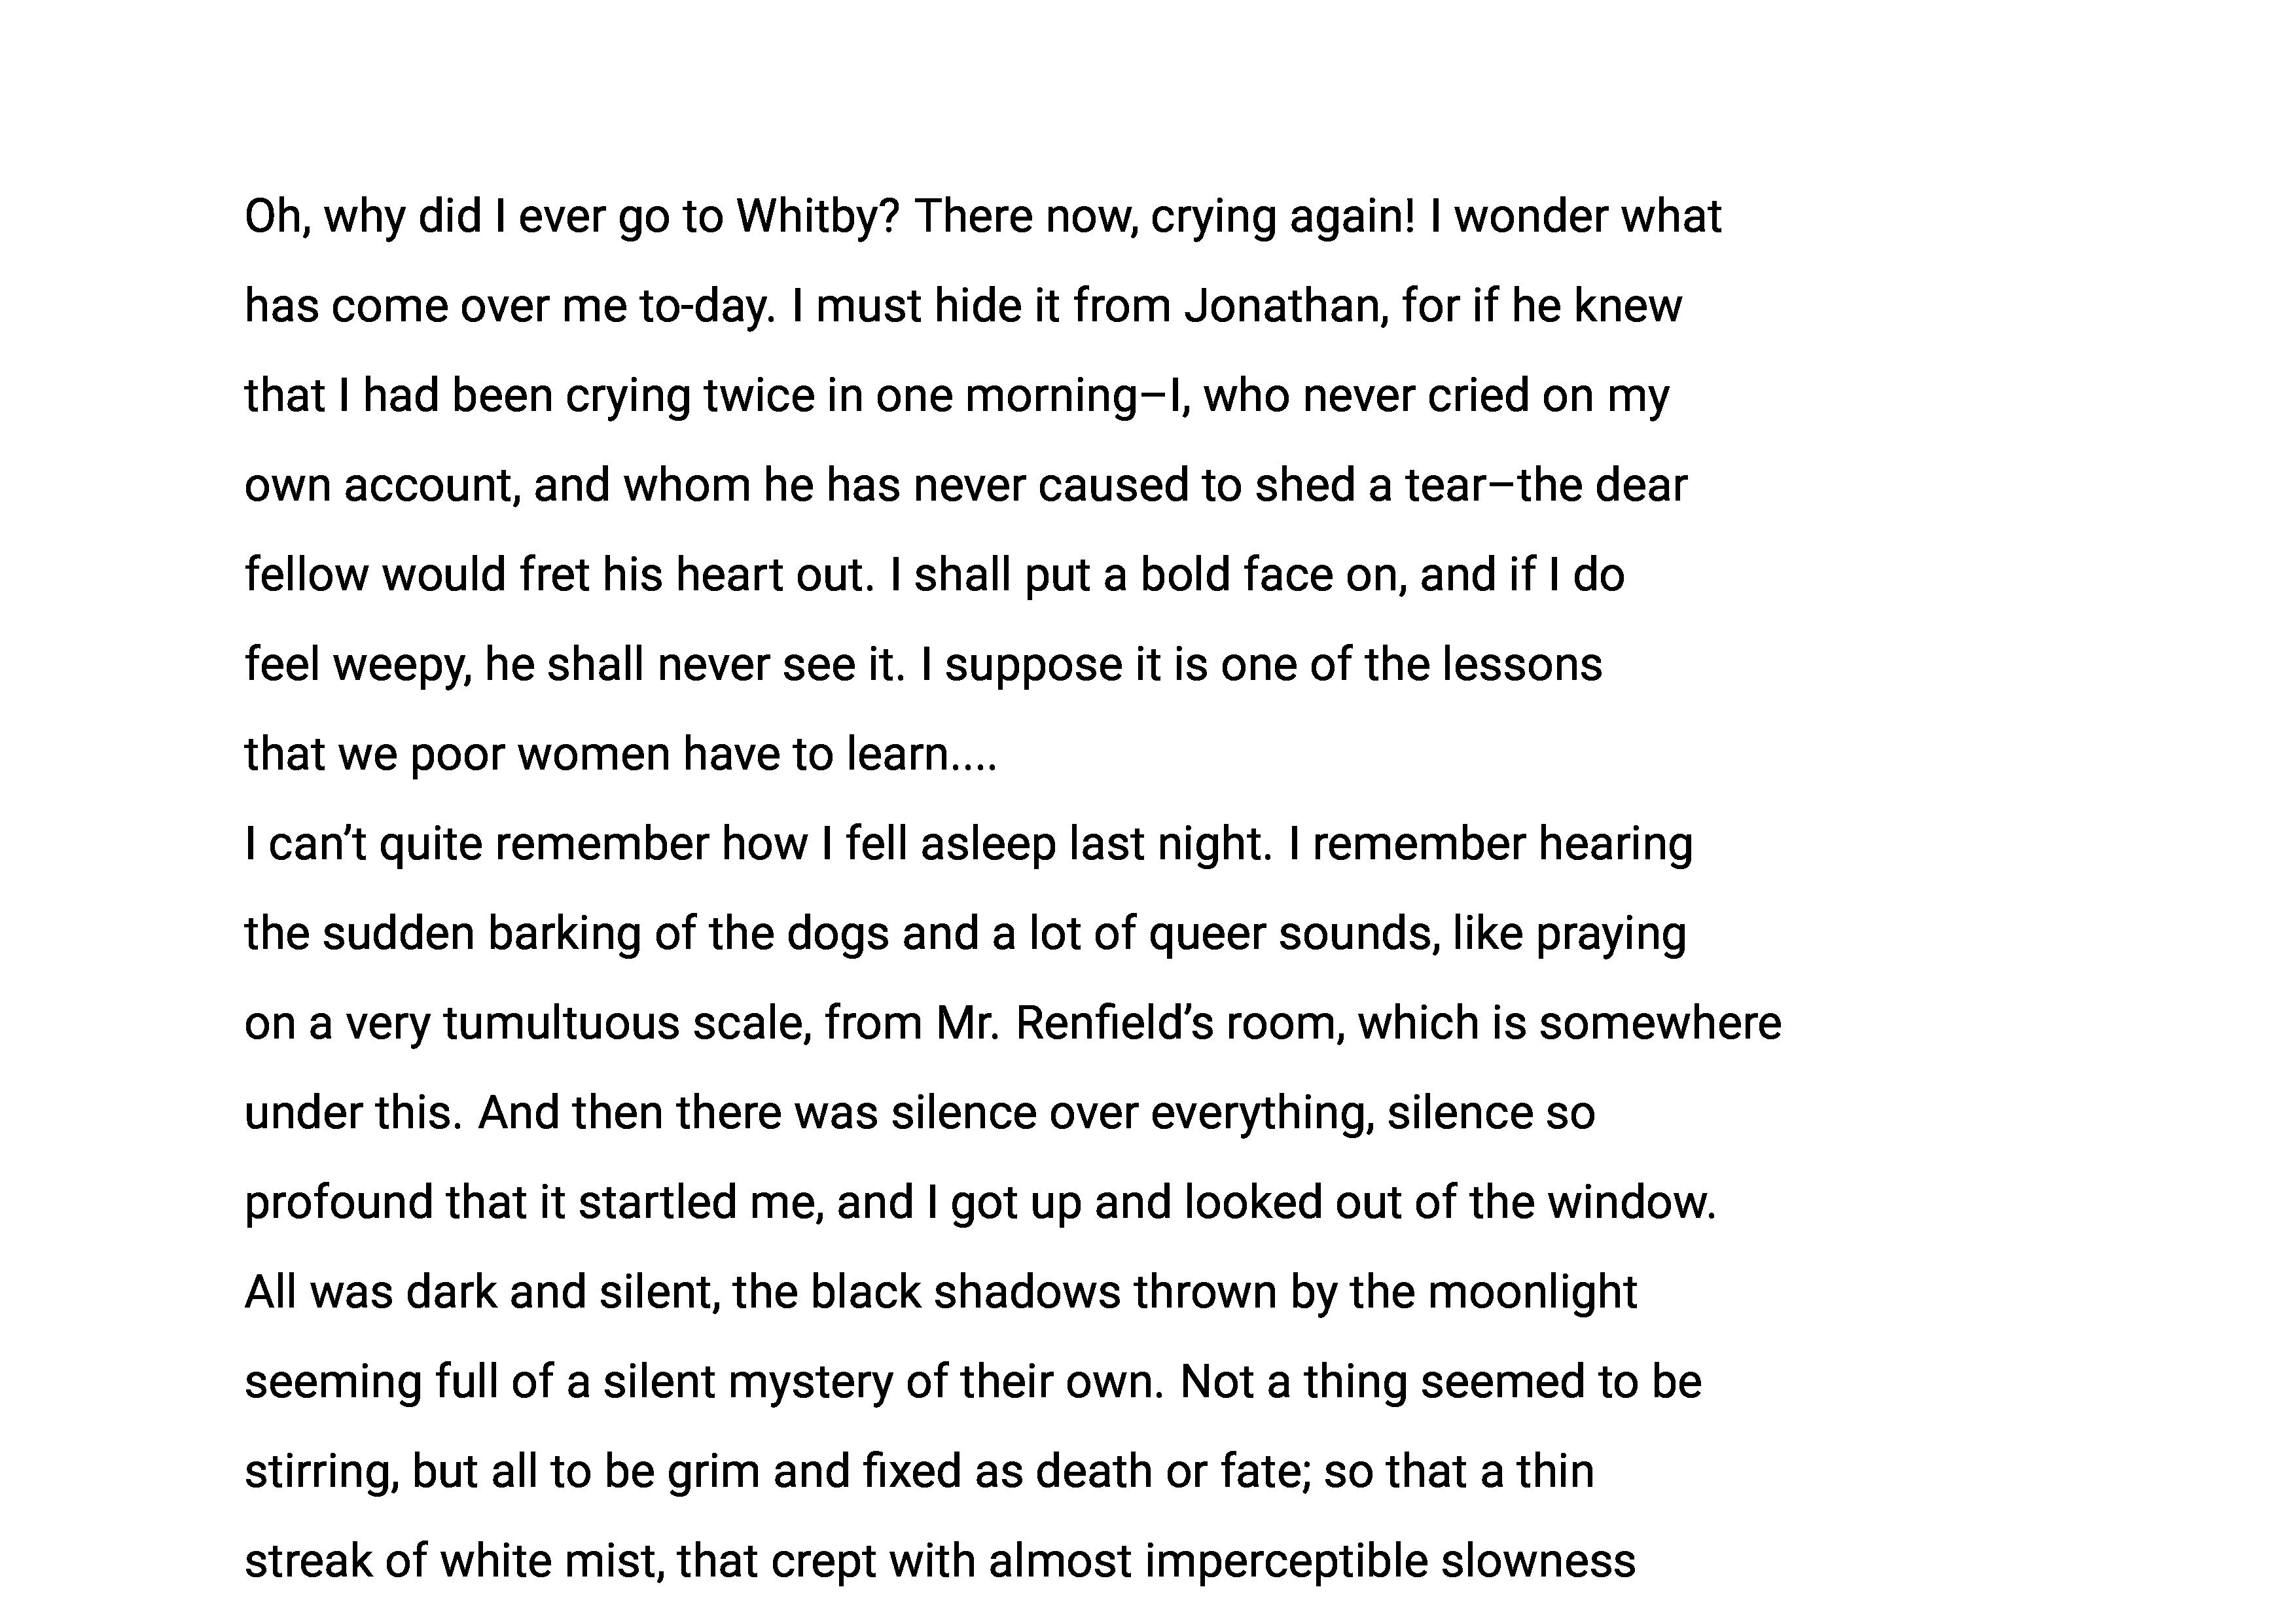 Oh, why did I ever go to Whitby? There now, crying again! I wonder what
has come over me to-day. I must hide it from Jonathan, for if he knew
that I had been crying twice in one morning–I, who never cried on my
own account, and whom he has never caused to shed a tear–the dear
fellow would fret his heart out. I shall put a bold face on, and if I do
feel weepy, he shall never see it. I suppose it is one of the lessons
that we poor women have to learn....
I can’t quite remember how I fell asleep last night. I remember hearing
the sudden barking of the dogs and a lot of queer sounds, like praying
on a very tumultuous scale, from Mr. Renfield’s room, which is somewhere
under this. And then there was silence over everything, silence so
profound that it startled me, and I got up and looked out of the window.
All was dark and silent, the black shadows thrown by the moonlight
seeming full of a silent mystery of their own. Not a thing seemed to be
stirring, but all to be grim and fixed as death or fate; so that a thin
streak of white mist, that crept with almost imperceptible slowness